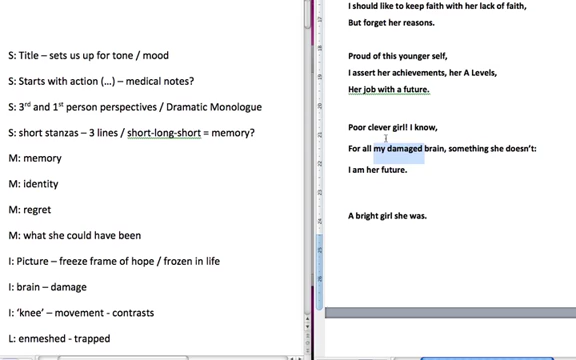 S: Title – sets us up for tone / mood
S: Starts with action (...) – medical notes?
S: 3rd and 1st person perspectives / Dramatic Monologue
S: short stanzas – 3 lines / short-long-short = memory?
M: memory
M: identity
M: regret
M: what she could have been
I: Picture – freeze frame of hope / frozen in life
I: brain – damage
I: ‘knee’ – movement - contrasts
L: enmeshed - trapped
I should like to keep faith with her lack of faith,
But forget her reasons.
Proud of this younger self,
I assert her achievements, her A Levels,
Her job with a future.
Poor clever girl! I know,
For all my damaged brain, something she doesn’t:
I am her future.
A bright girl she was.